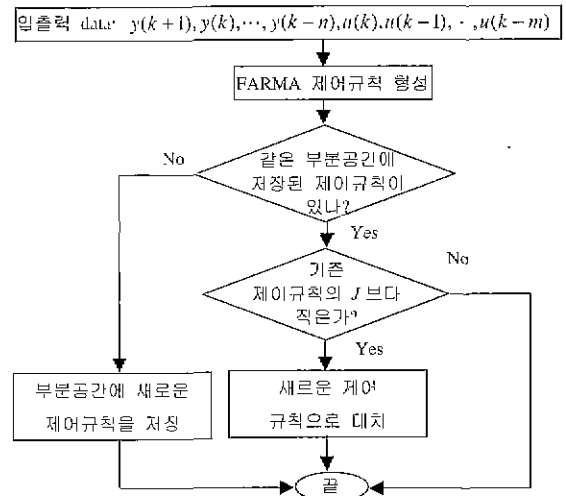 입출력 data: y(k+1),y(k),⋯,y(k−n),u(k),u(k−1),⋯,u(k−m)
FARMA 제어규칙 형성
No
같은 부분공간에
저장된 제어규칙이
있나?
Yes
No
기존
제어규칙의 J 보다
작은가?
Yes
부분공간에 새로운
제어규칙을 저장
새로운 제어
규칙으로 대치
끝